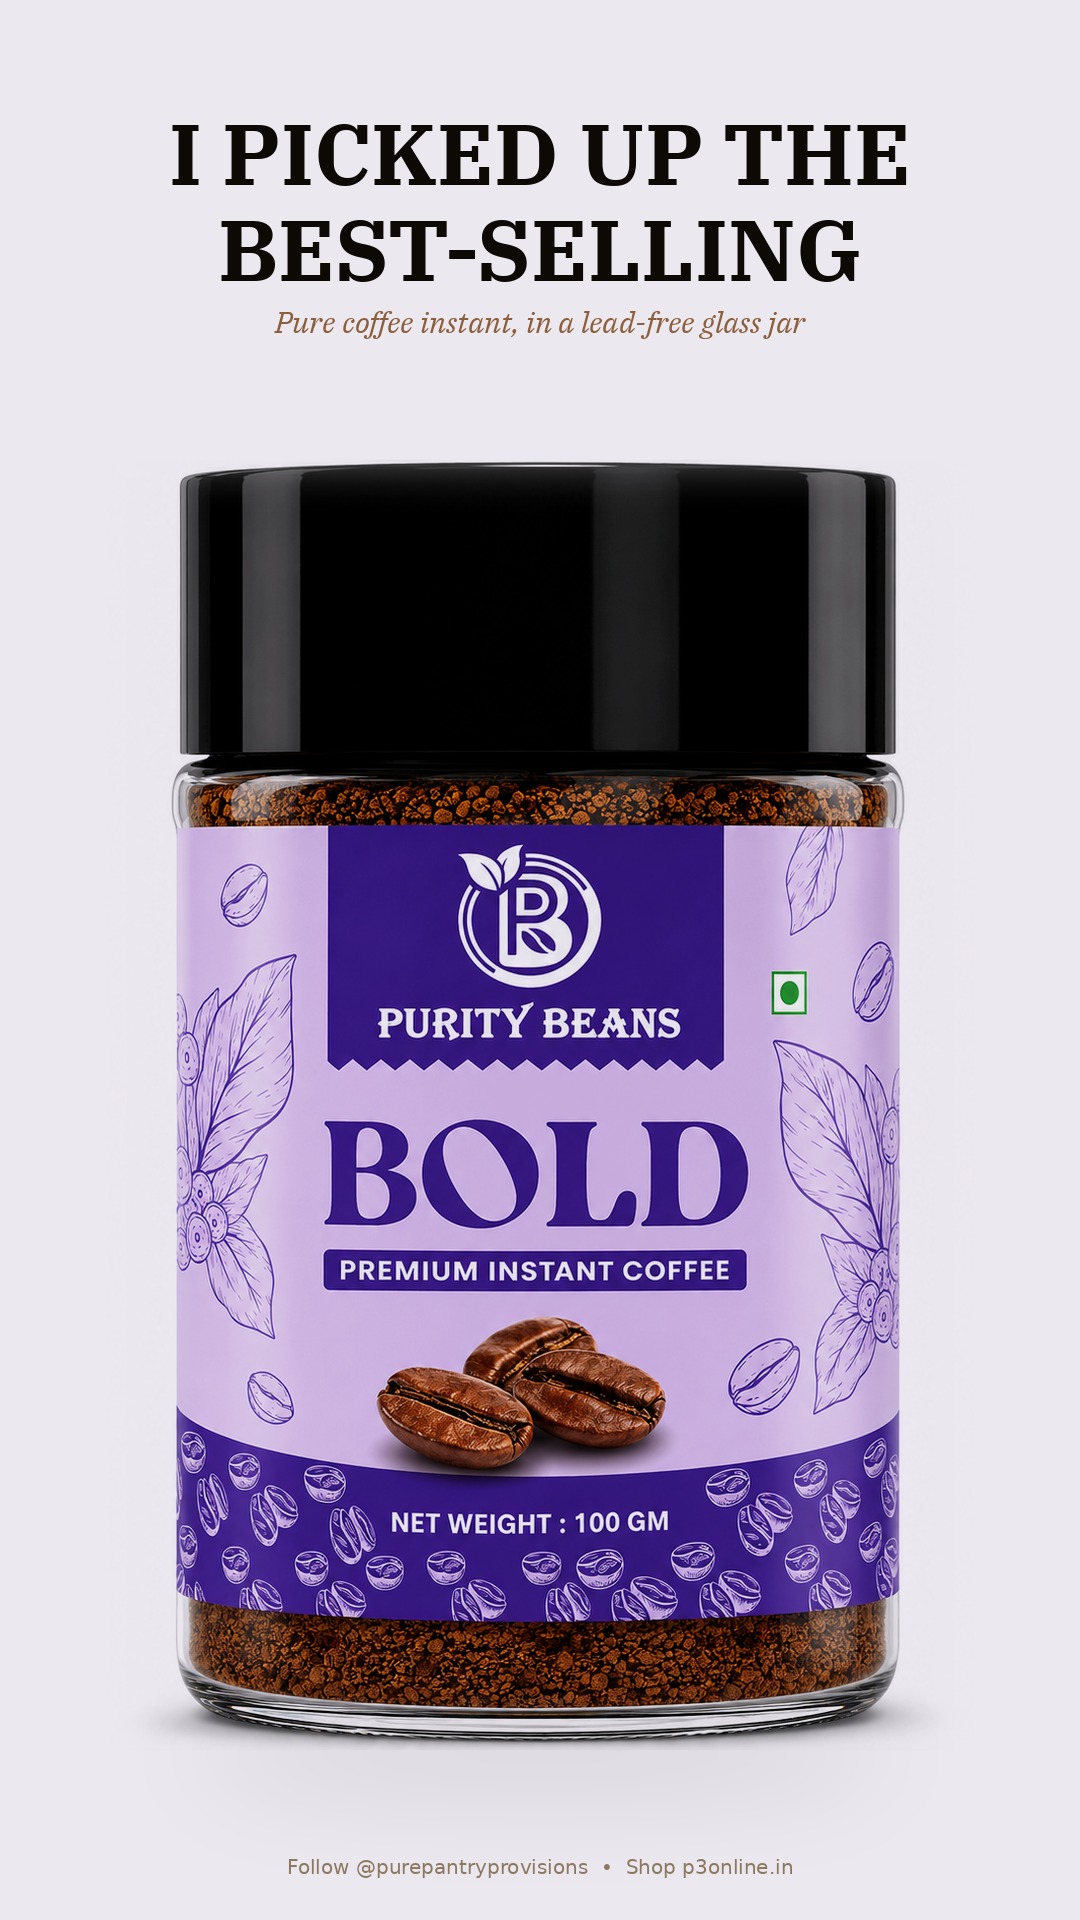 I PICKED UP THE
BEST-SELLING
Pure coffee instant, in a lead-free glass jar
PURITY BEANS
BOLD
PREMIUM INSTANT COFFEE
NET WEIGHT : 100 GM
Follow @purepantryprovisions • Shop p3online.in